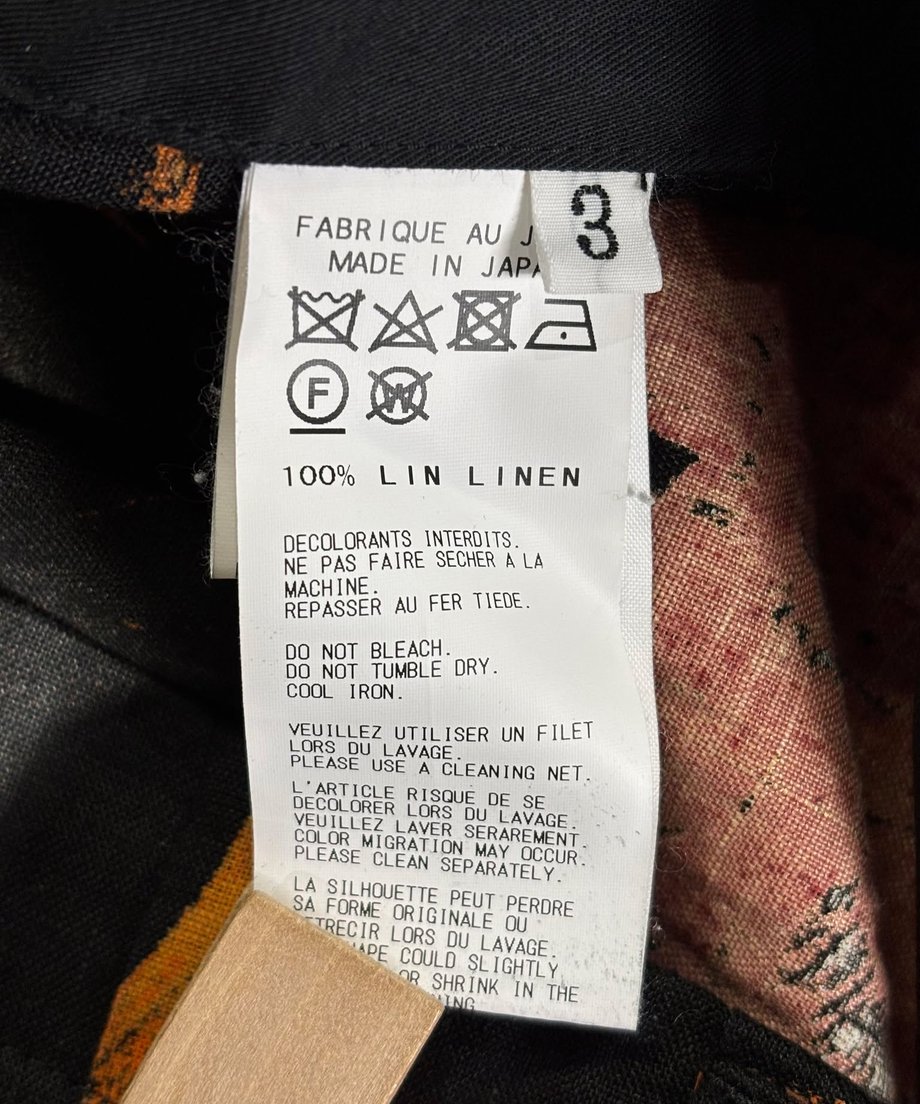 3
FABRIQUE AU
MADE IN
F
W
100% LIN LINEN
DECOLORANTS INTERDITS.
NE PAS FAIRE SECHER A LA
MACHINE.
REPASSER AU FER TIEDE.
DO NOT BLEACH.
DO NOT TUMBLE DRY.
COOL IRON.
VEUILLEZ UTILISER UN FILET
LORS DU LAVAGE.
PLEASE USE A CLEANING NET.
L'ARTICLE RISQUE DE SE
DECOLORER LORS DU LAVAGE.
VEUILLEZ LAVER SERAREMENT.
COLOR MIGRATION MAY OCCUR.
PLEASE CLEAN SEPARATELY.
LA SILHOUETTE PEUT PERDRE
SA FORME ORIGINALE OU
LORS DU LAVAGE.
COULD SLIGHTLY
OR SHRINK IN THE